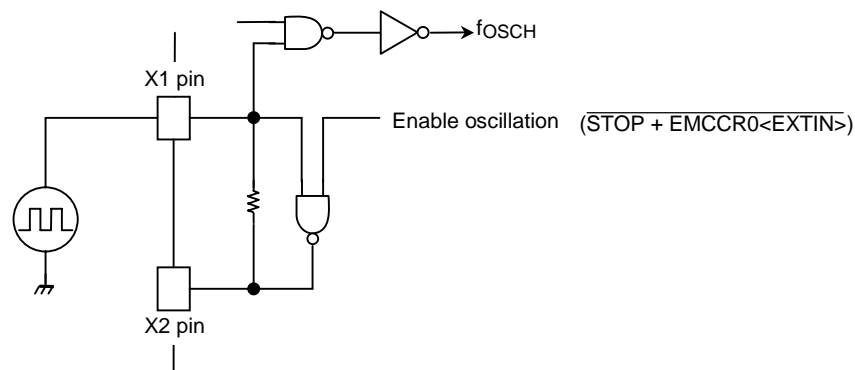 fOSCH
X1 pin
Enable oscillation (STOP + EMCCR0<EXTIN>)
X2 pin